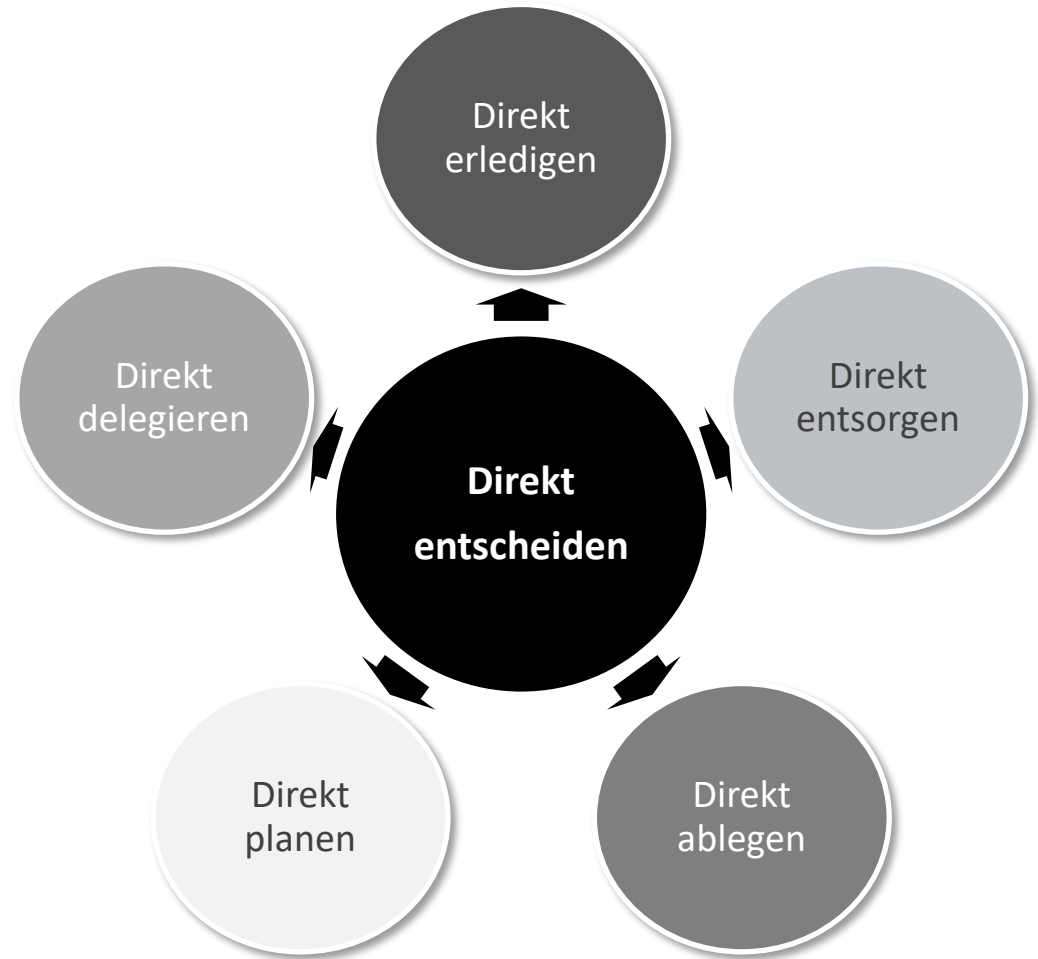 Direkt
erledigen
Direkt
entsorgen
Direkt
ablegen
Direkt
planen
Direkt
delegieren
Direkt
entscheiden